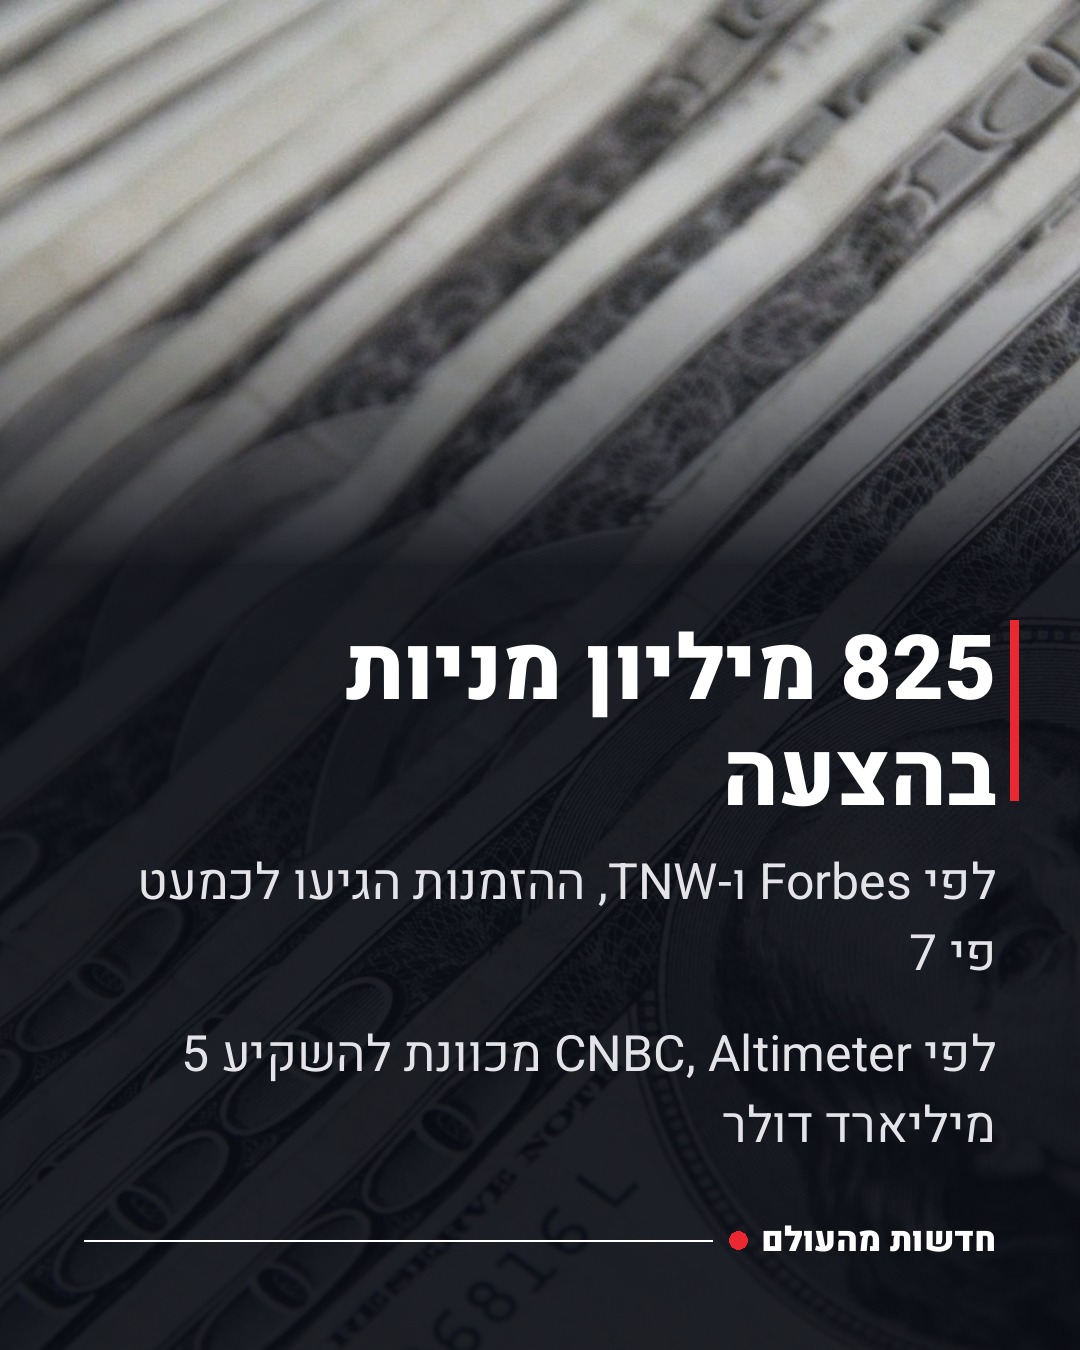 825 מיליון מניות
בהצעה
לפי Forbes ו-TNW, ההזמנות הגיעו לכמעט
פי 7
לפי CNBC, Altimeter מכוונת להשקיע 5
מיליארד דולר
חדשות מהעולם